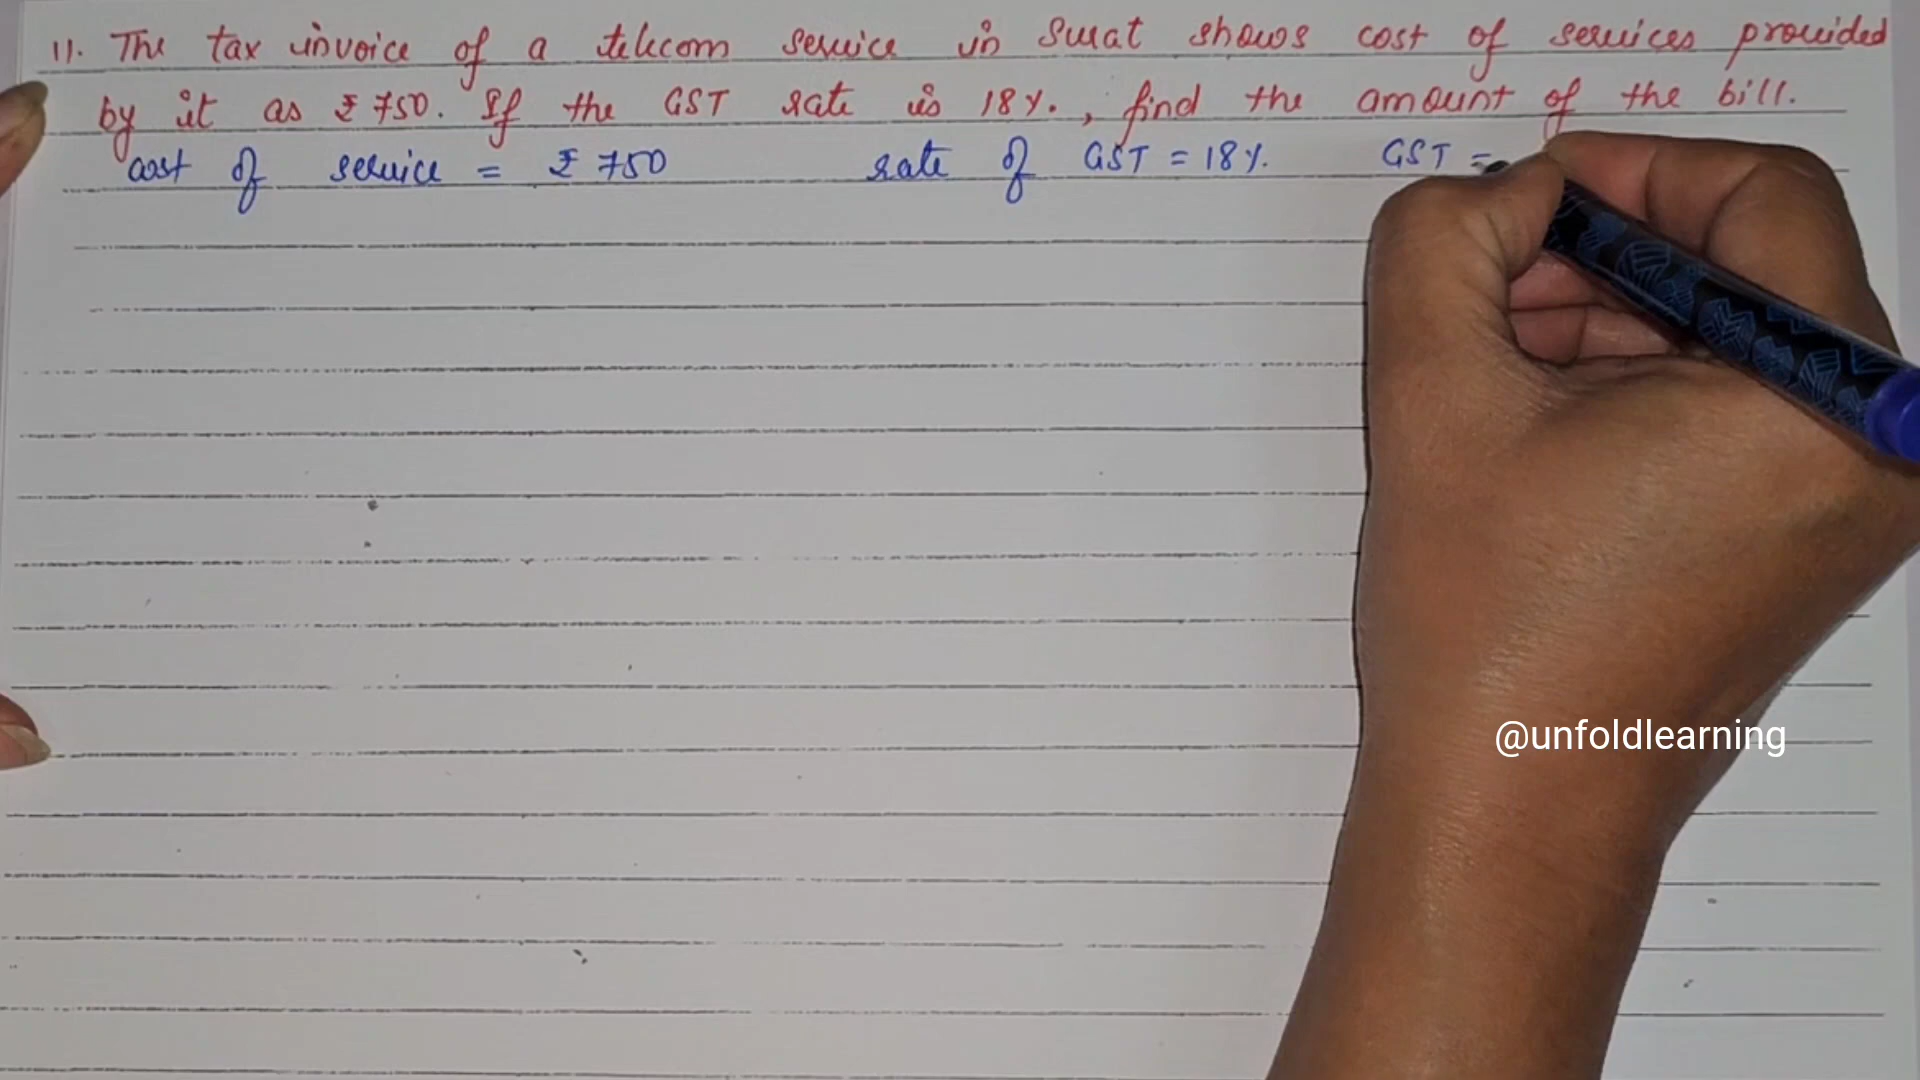 11. The tax invoice of a telecom service in Surat shows cost of services provided
by it as ₹ 750. If the GST rate is 18%., find the amount of the bill.
cost of service = ₹ 750 rate of GST = 18%. GST =
@unfoldlearning